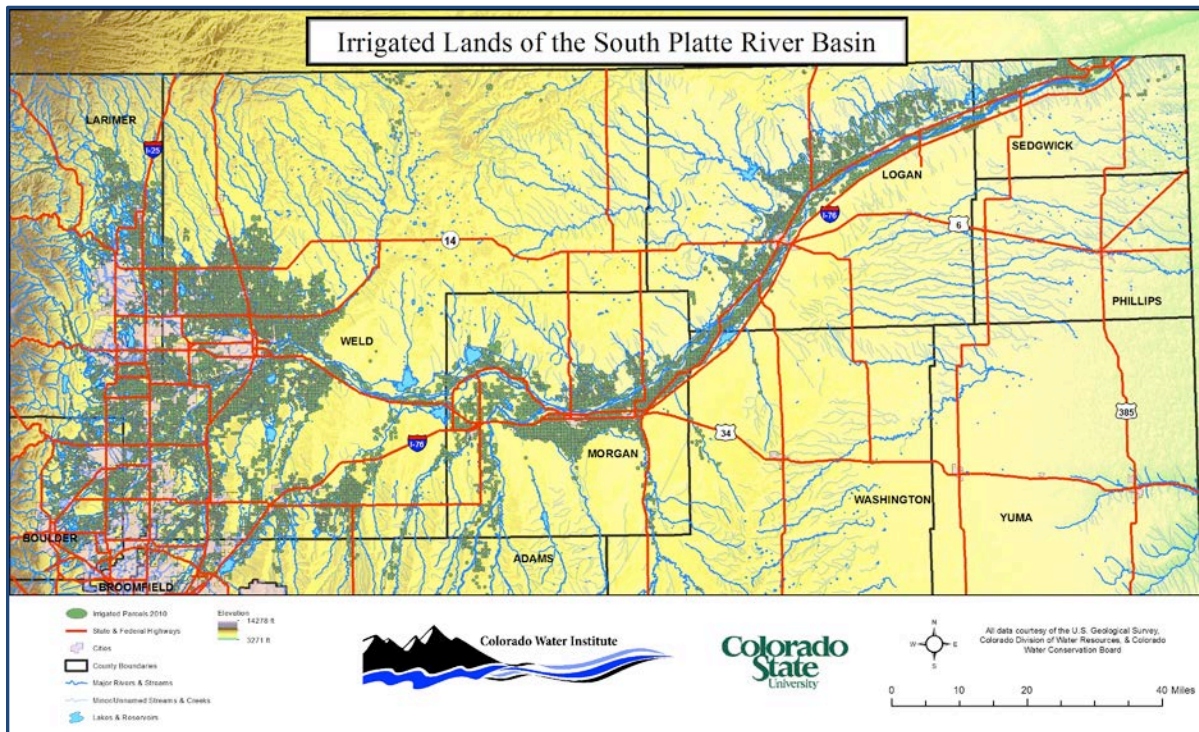 Irrigated Lands of the South Platte River Basin
LARIMER
I-25
SEDGWICK
LOGAN
I-76
14
6
PHILLIPS
WELD
385
I-76
34
MORGAN
WASHINGTON
YUMA
BOULDER
ADAMS
BROOMFIELD
Irrigated Parcels 2010
State & Federal Highways
Cities
County Boundaries
Major Rivers & Streams
Minor/Unnamed Streams & Creeks
Lakes & Reservoirs
Elevation
14278 ft
3271 ft
Colorado Water Institute
Colorado
State
University
N
W E
S
All data courtesy of the U.S. Geological Survey,
Colorado Division of Water Resources, & Colorado
Water Conservation Board
0 10 20 30 40 Miles